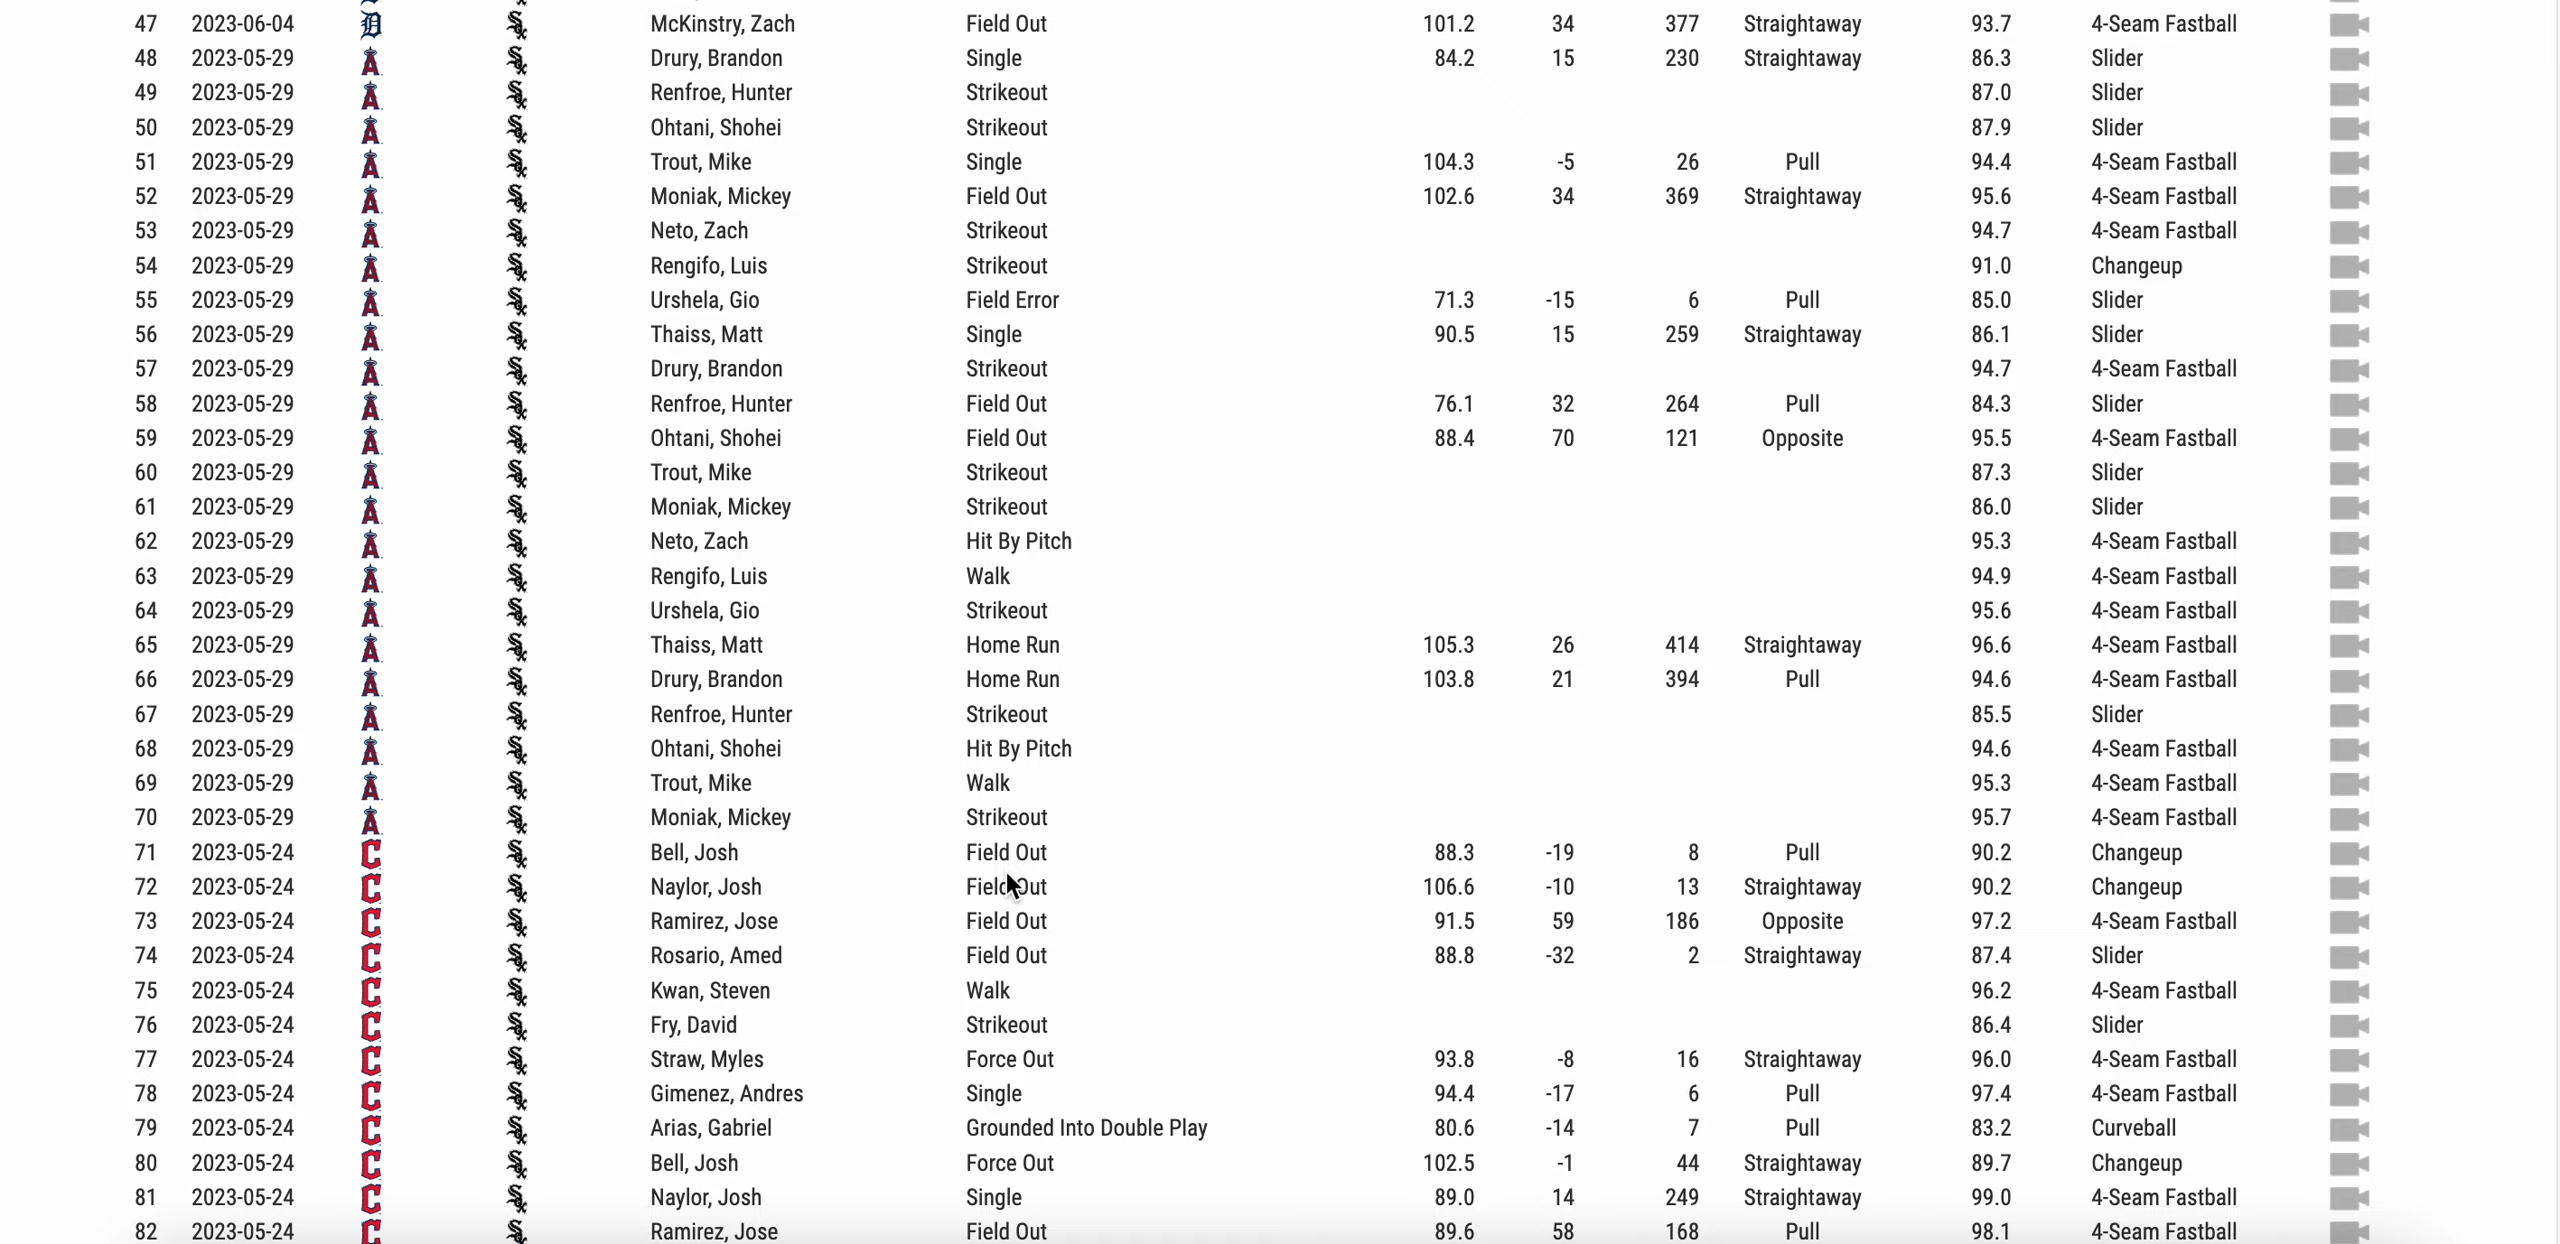 47 2023-06-04 McKinstry, Zach Field Out 101.2 34 377 Straightaway 93.7 4-Seam Fastball
48 2023-05-29 Drury, Brandon Single 84.2 15 230 Straightaway 86.3 Slider
49 2023-05-29 Renfroe, Hunter Strikeout 87.0 Slider
50 2023-05-29 Ohtani, Shohei Strikeout 87.9 Slider
51 2023-05-29 Trout, Mike Single 104.3 -5 26 Pull 94.4 4-Seam Fastball
52 2023-05-29 Moniak, Mickey Field Out 102.6 34 369 Straightaway 95.6 4-Seam Fastball
53 2023-05-29 Neto, Zach Strikeout 94.7 4-Seam Fastball
54 2023-05-29 Rengifo, Luis Strikeout 91.0 Changeup
55 2023-05-29 Urshela, Gio Field Error 71.3 -15 6 Pull 85.0 Slider
56 2023-05-29 Thaiss, Matt Single 90.5 15 259 Straightaway 86.1 Slider
57 2023-05-29 Drury, Brandon Strikeout 94.7 4-Seam Fastball
58 2023-05-29 Renfroe, Hunter Field Out 76.1 32 264 Pull 84.3 Slider
59 2023-05-29 Ohtani, Shohei Field Out 88.4 70 121 Opposite 95.5 4-Seam Fastball
60 2023-05-29 Trout, Mike Strikeout 87.3 Slider
61 2023-05-29 Moniak, Mickey Strikeout 86.0 Slider
62 2023-05-29 Neto, Zach Hit By Pitch 95.3 4-Seam Fastball
63 2023-05-29 Rengifo, Luis Walk 94.9 4-Seam Fastball
64 2023-05-29 Urshela, Gio Strikeout 95.6 4-Seam Fastball
65 2023-05-29 Thaiss, Matt Home Run 105.3 26 414 Straightaway 96.6 4-Seam Fastball
66 2023-05-29 Drury, Brandon Home Run 103.8 21 394 Pull 94.6 4-Seam Fastball
67 2023-05-29 Renfroe, Hunter Strikeout 85.5 Slider
68 2023-05-29 Ohtani, Shohei Hit By Pitch 94.6 4-Seam Fastball
69 2023-05-29 Trout, Mike Walk 95.3 4-Seam Fastball
70 2023-05-29 Moniak, Mickey Strikeout 95.7 4-Seam Fastball
71 2023-05-24 Bell, Josh Field Out 88.3 -19 8 Pull 90.2 Changeup
72 2023-05-24 Naylor, Josh Field Out 106.6 -10 13 Straightaway 90.2 Changeup
73 2023-05-24 Ramirez, Jose Field Out 91.5 59 186 Opposite 97.2 4-Seam Fastball
74 2023-05-24 Rosario, Amed Field Out 88.8 -32 2 Straightaway 87.4 Slider
75 2023-05-24 Kwan, Steven Walk 96.2 4-Seam Fastball
76 2023-05-24 Fry, David Strikeout 86.4 Slider
77 2023-05-24 Straw, Myles Force Out 93.8 -8 16 Straightaway 96.0 4-Seam Fastball
78 2023-05-24 Gimenez, Andres Single 94.4 -17 6 Pull 97.4 4-Seam Fastball
79 2023-05-24 Arias, Gabriel Grounded Into Double Play 80.6 -14 7 Pull 83.2 Curveball
80 2023-05-24 Bell, Josh Force Out 102.5 -1 44 Straightaway 89.7 Changeup
81 2023-05-24 Naylor, Josh Single 89.0 14 249 Straightaway 99.0 4-Seam Fastball
82 2023-05-24 Ramirez, Jose Field Out 89.6 58 168 Pull 98.1 4-Seam Fastball